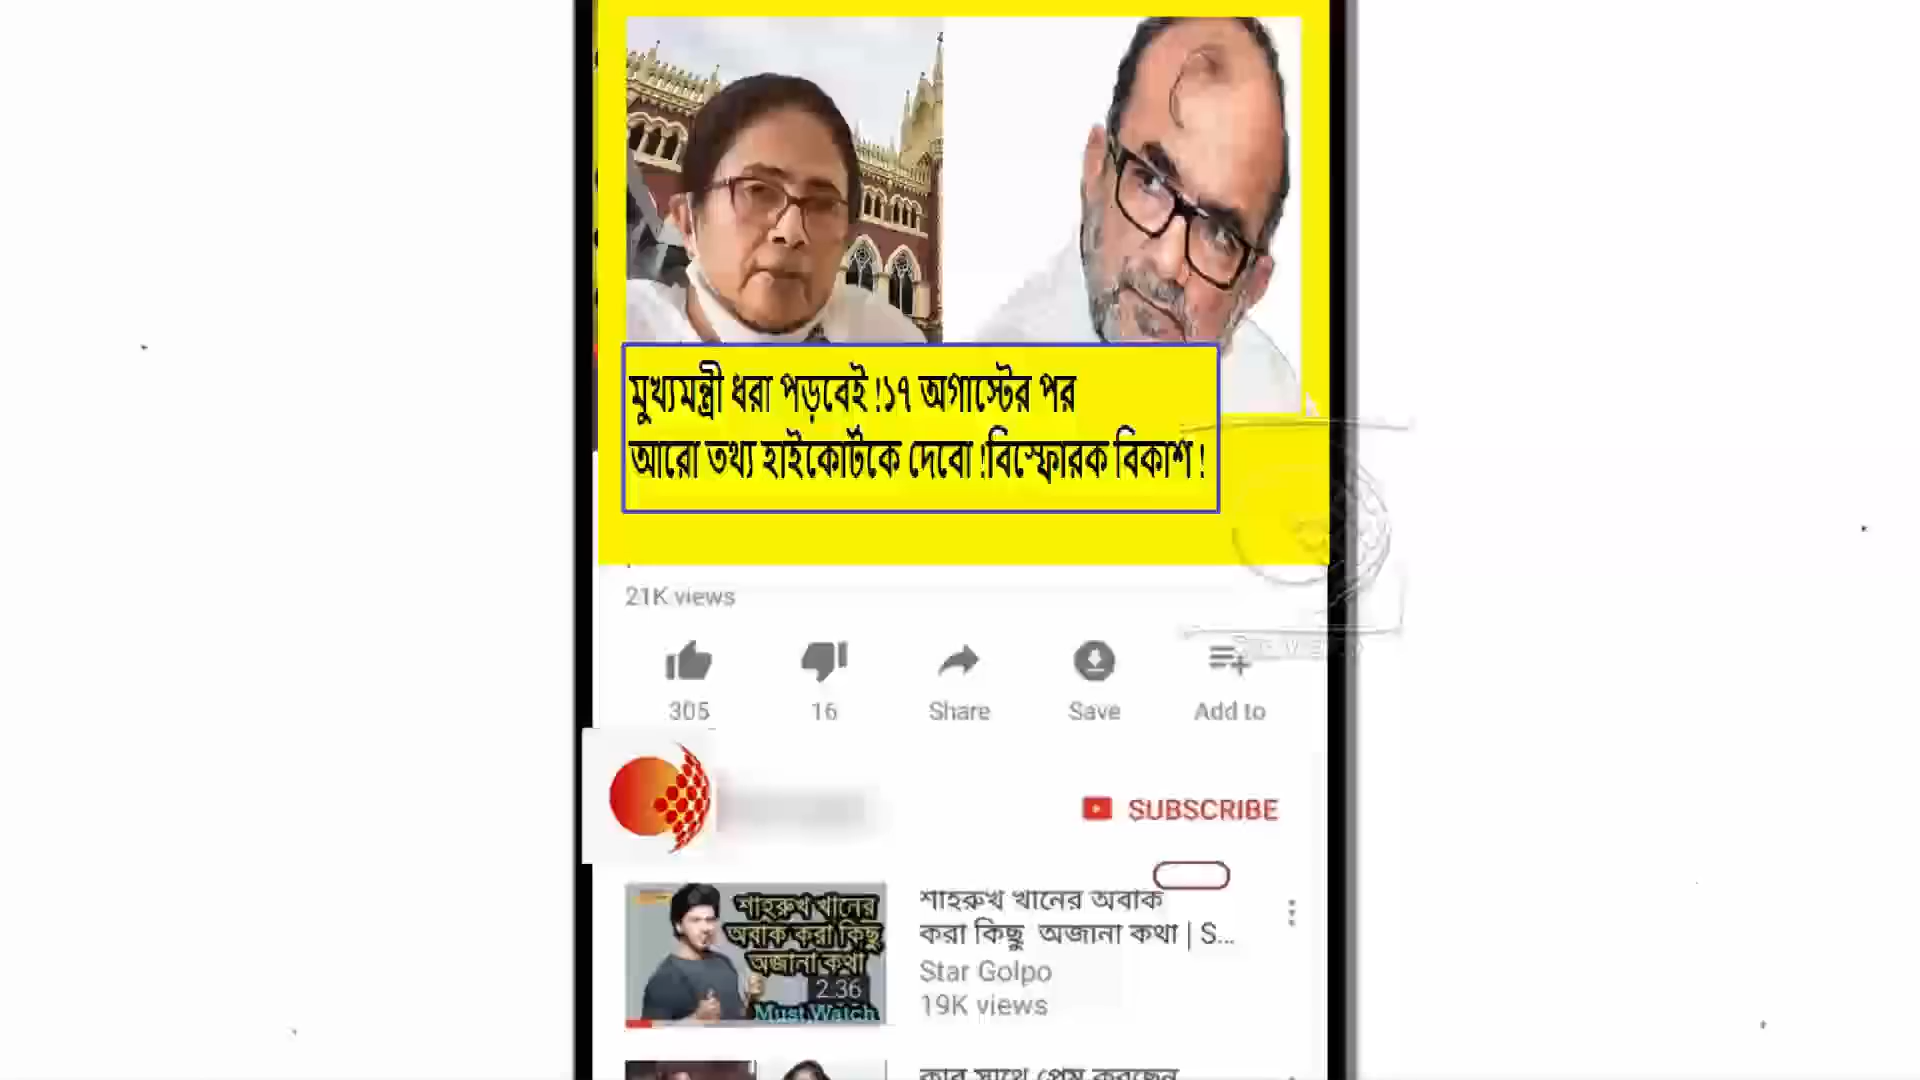 মুখ্যমন্ত্রী ধরা পড়বেই !১৭ অগাস্টের পর
আরো তথ্য হাইকোর্টকে দেবো !বিস্ফোরক বিকাশ !
21K views
305
16
Share
Save
Add to
SUBSCRIBE
শাহরুখ খানের
অবাক করা কিছু
অজানা কথা
2:36
Must Watch
শাহরুখ খানের অবাক
করা কিছু অজানা কথা | S...
Star Golpo
19K views
কার সাথে প্রেম করছেন